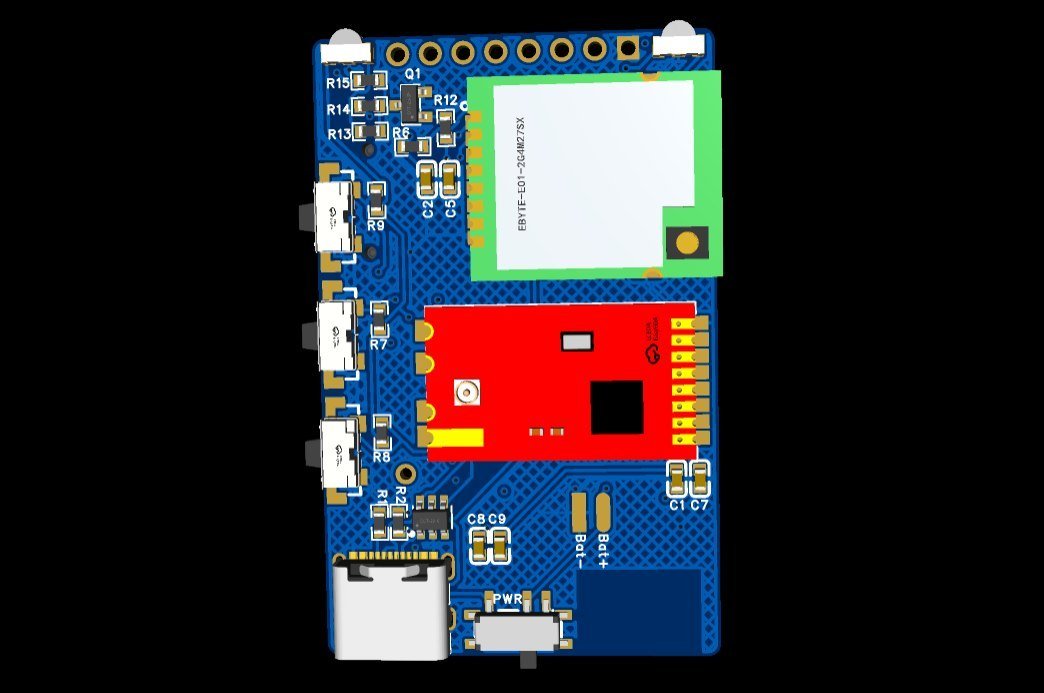 R15
Q1
R14
R12
R13
R6
EBYTE-E01-2G4M27SX
C2
C5
R9
R7
R8
R1
R2
C1
C7
C8
C9
Bat-
Bat+
PWR